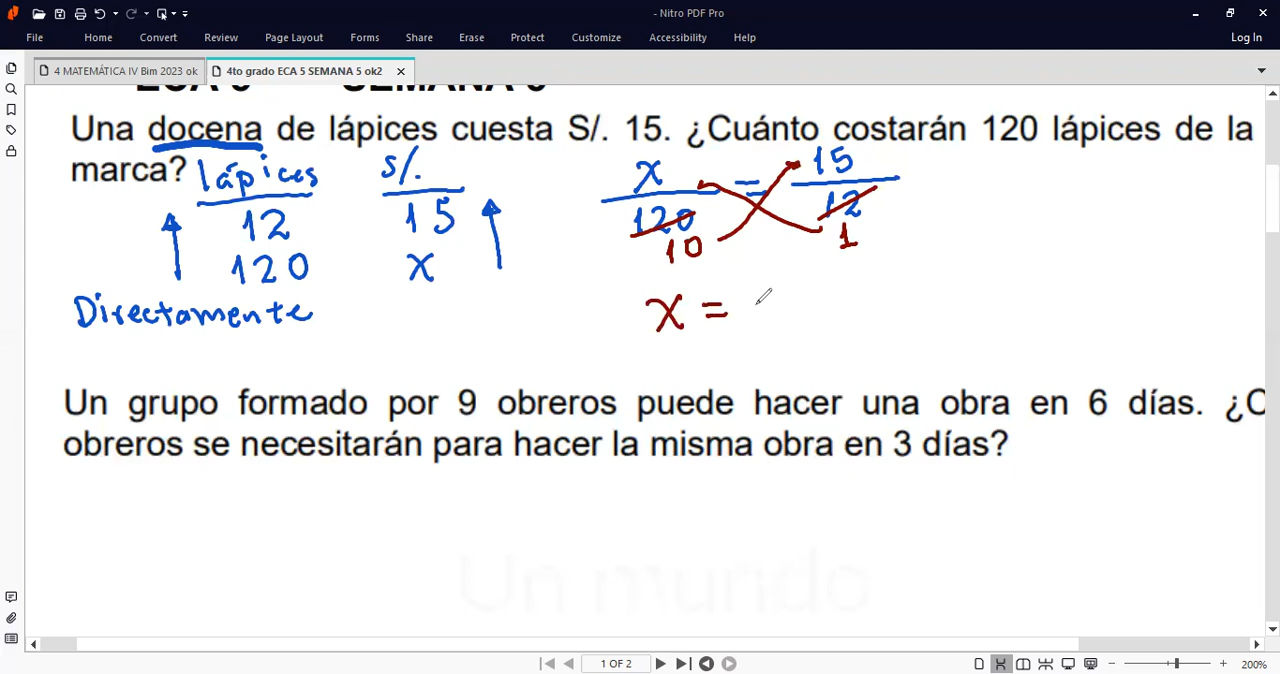 - Nitro PDF Pro
File Home Convert Review Page Layout Forms Share Erase Protect Customize Accessibility Help Log In
4 MATEMÁTICA IV Bim 2023 ok 4to grado ECA 5 SEMANA 5 ok2
Una docena de lápices cuesta S/. 15. ¿Cuánto costarán 120 lápices de la
marca?
lápices S/.
12 15
120 x
Directamente
x = 15
120 12
10 1
x =
Un grupo formado por 9 obreros puede hacer una obra en 6 días. ¿C
obreros se necesitarán para hacer la misma obra en 3 días?
Un mundo
1 OF 2
200%